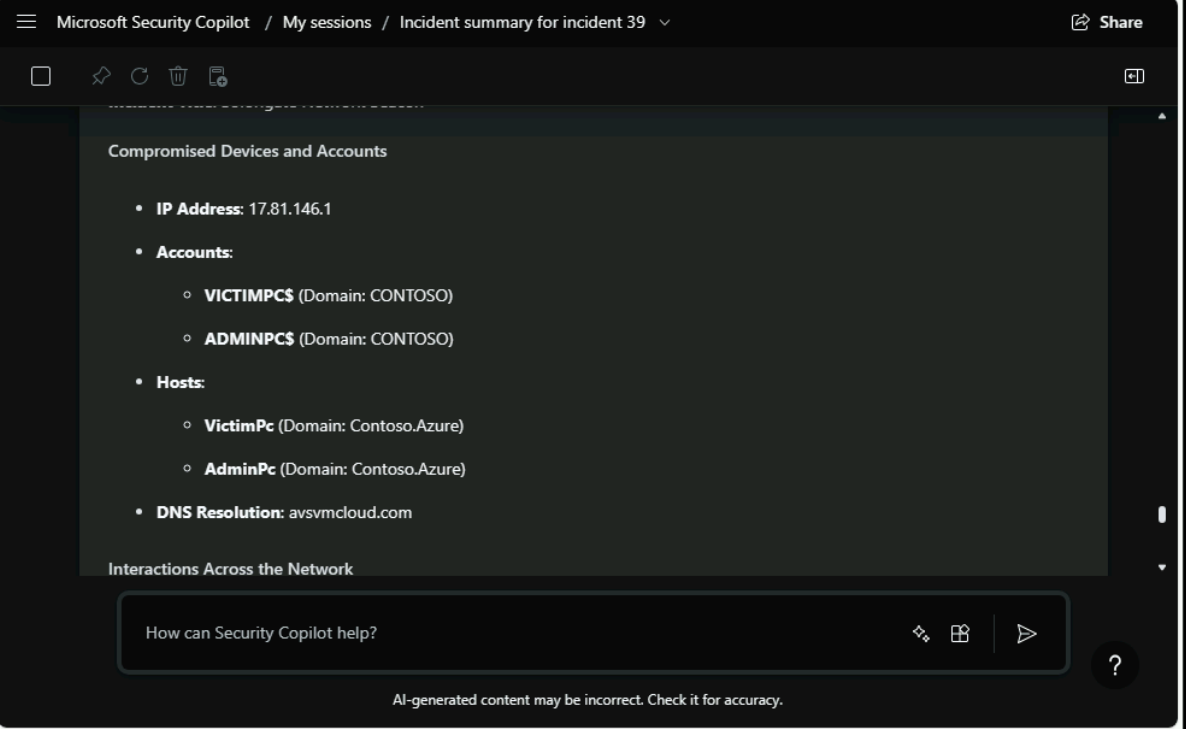 Microsoft Security Copilot / My sessions / Incident summary for incident 39
Share
Compromised Devices and Accounts
• IP Address: 17.81.146.1
• Accounts:
○ VICTIMPC$ (Domain: CONTOSO)
○ ADMINPC$ (Domain: CONTOSO)
• Hosts:
○ VictimPc (Domain: Contoso.Azure)
○ AdminPc (Domain: Contoso.Azure)
• DNS Resolution: avsvmcloud.com
Interactions Across the Network
How can Security Copilot help?
?
AI-generated content may be incorrect. Check it for accuracy.